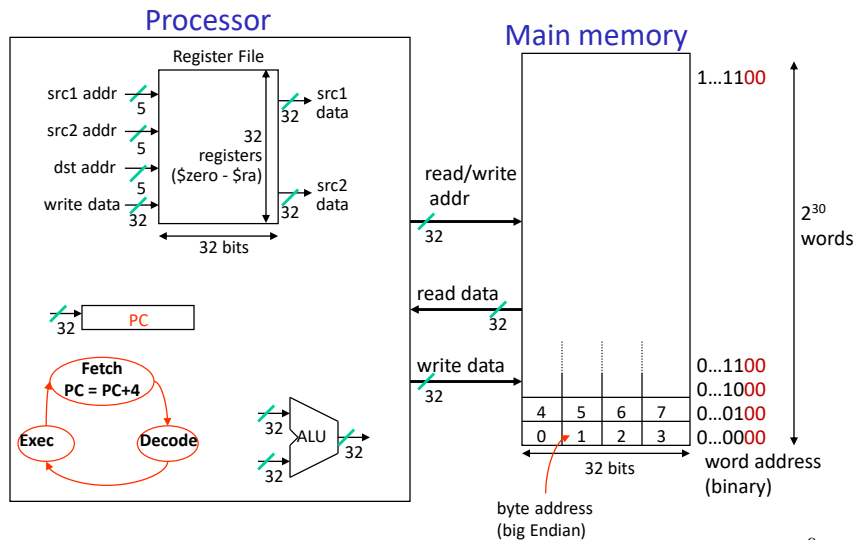 Processor
Main memory
Register File
src1 addr
5
src2 addr
5
dst addr
5
write data
32
32
registers
($zero - $ra)
32 bits
32
src1
data
32
src2
data
PC
32
Fetch
PC = PC+4
Exec
Decode
32
32
ALU
32
read/write
addr
32
read data
32
write data
32
1...1100
2³⁰
words
0...1100
0...1000
4 5 6 7
0...0100
0 1 2 3
0...0000
32 bits
word address
(binary)
byte address
(big Endian)